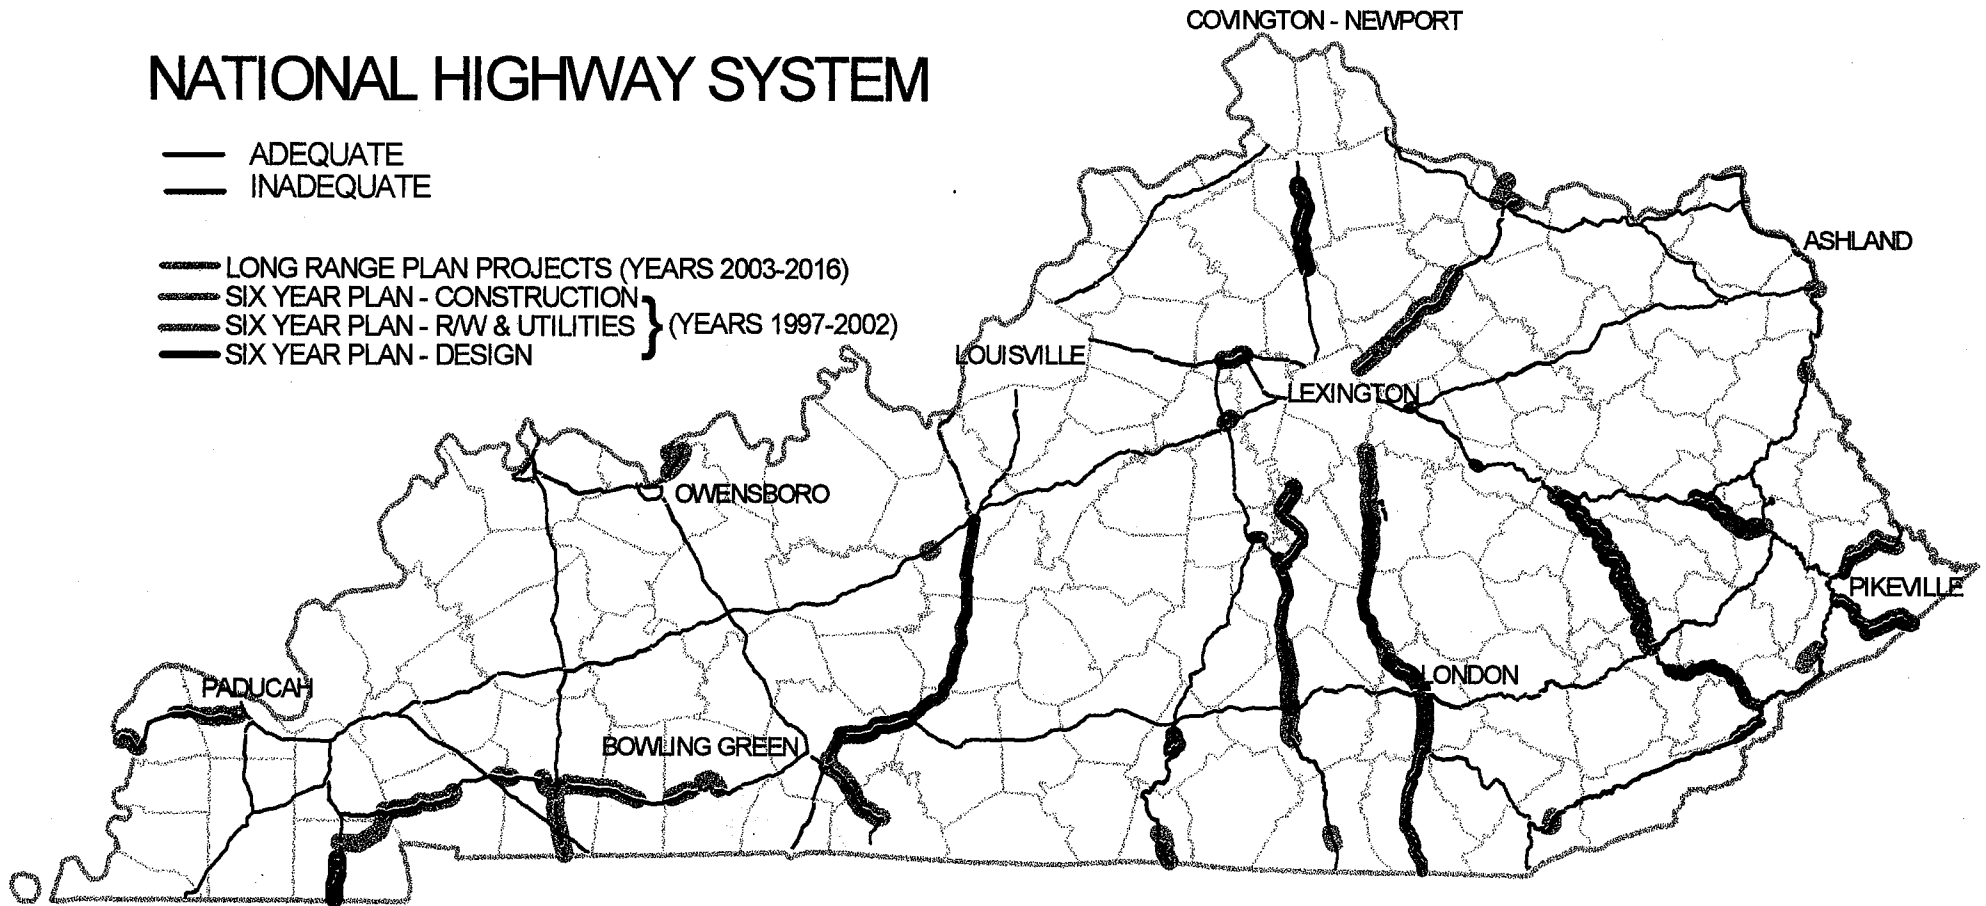 COVINGTON - NEWPORT
NATIONAL HIGHWAY SYSTEM
ADEQUATE
INADEQUATE
LONG RANGE PLAN PROJECTS (YEARS 2003-2016)
SIX YEAR PLAN - CONSTRUCTION
SIX YEAR PLAN - R/W & UTILITIES } (YEARS 1997-2002)
SIX YEAR PLAN - DESIGN
ASHLAND
LOUISVILLE
LEXINGTON
OWENSBORO
PIKEVILLE
LONDON
PADUCAH
BOWLING GREEN